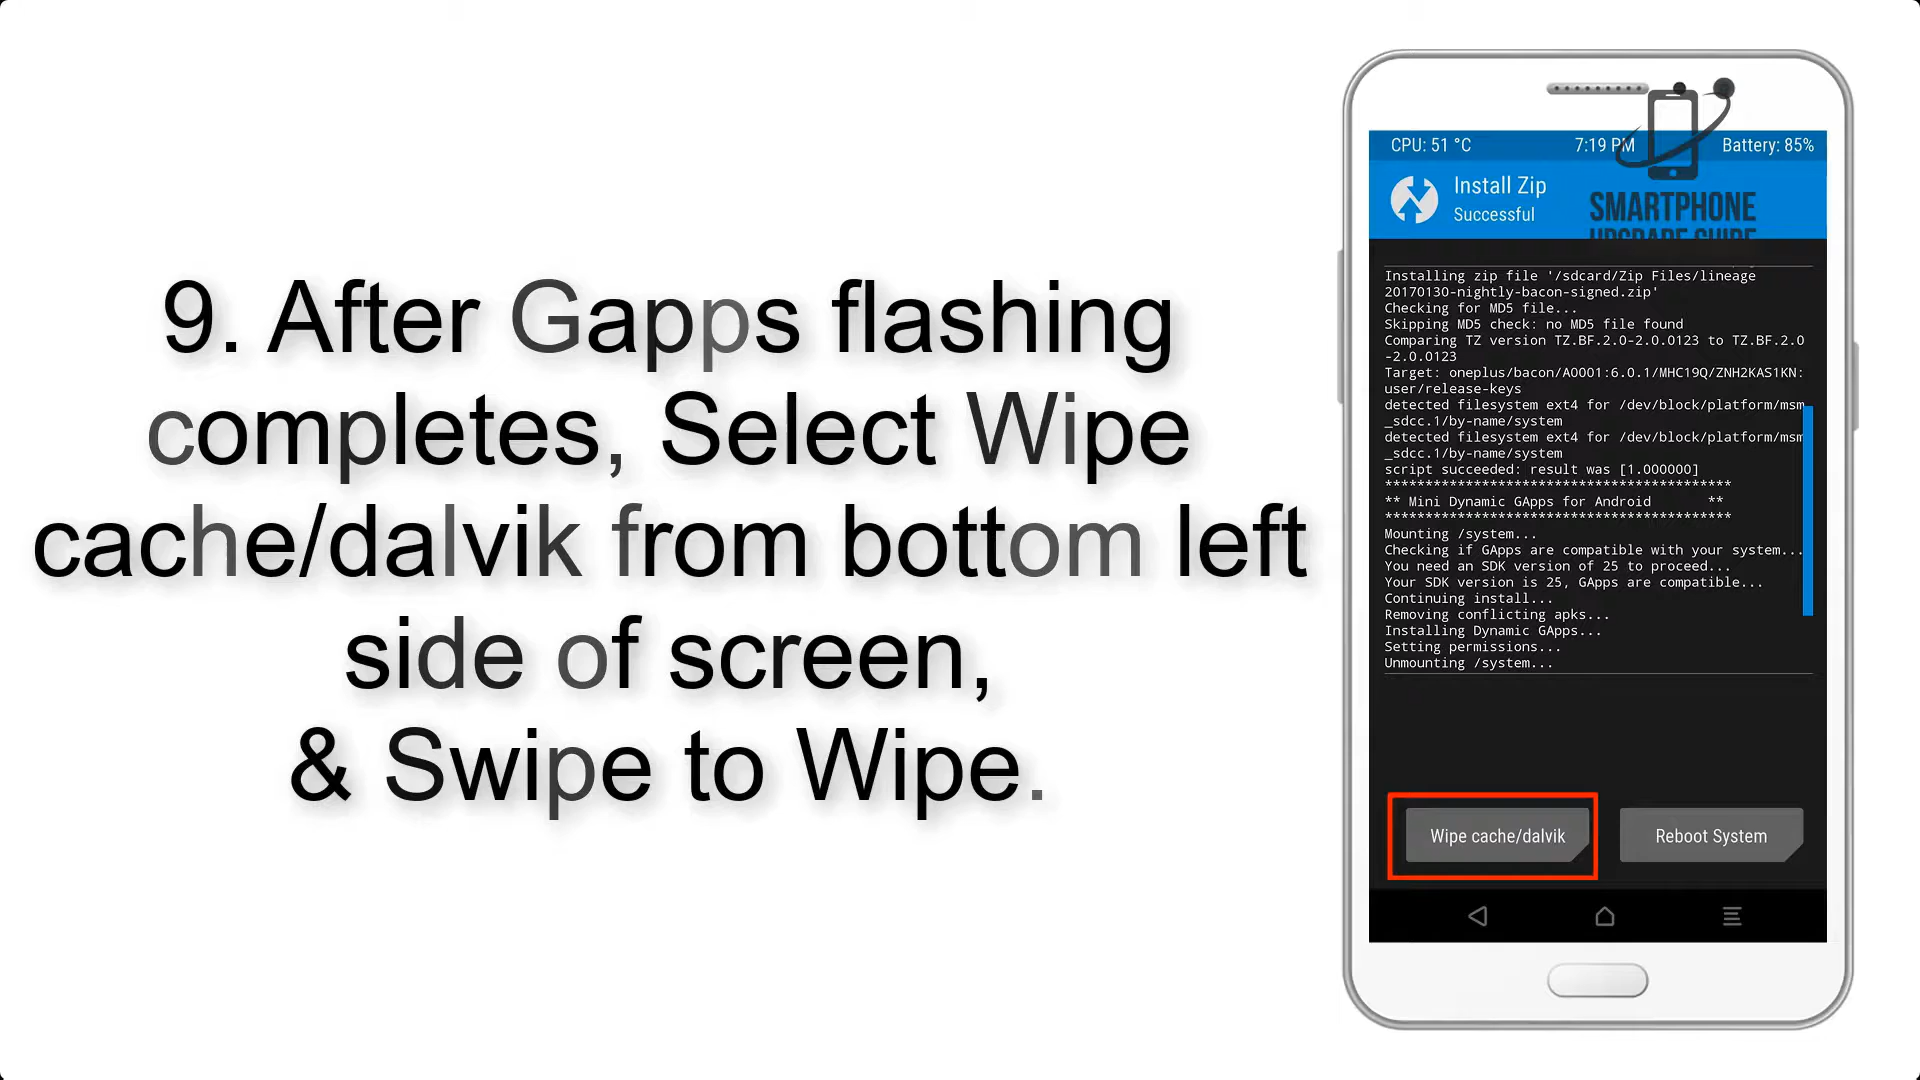 9. After Gapps flashing
completes, Select Wipe
cache/dalvik from bottom left
side of screen,
& Swipe to Wipe.
CPU: 51 °C 7:19 PM Battery: 85%
Install Zip
Successful
SMARTPHONE
UPGRADE GUIDE
Installing zip file '/sdcard/Zip Files/lineage
20170130-nightly-bacon-signed.zip'
Checking for MD5 file...
Skipping MD5 check: no MD5 file found
Comparing TZ version TZ.BF.2.0-2.0.0123 to TZ.BF.2.0
-2.0.0123
Target: oneplus/bacon/A0001:6.0.1/MHC19Q/ZNH2KAS1KN:
user/release-keys
detected filesystem ext4 for /dev/block/platform/msm
_sdcc.1/by-name/system
detected filesystem ext4 for /dev/block/platform/msm
_sdcc.1/by-name/system
script succeeded: result was [1.000000]
*******************************************
** Mini Dynamic GApps for Android **
*******************************************
Mounting /system...
Checking if GApps are compatible with your system...
You need an SDK version of 25 to proceed...
Your SDK version is 25, GApps are compatible...
Continuing install...
Removing conflicting apks...
Installing Dynamic GApps...
Setting permissions...
Unmounting /system...
Wipe cache/dalvik Reboot System